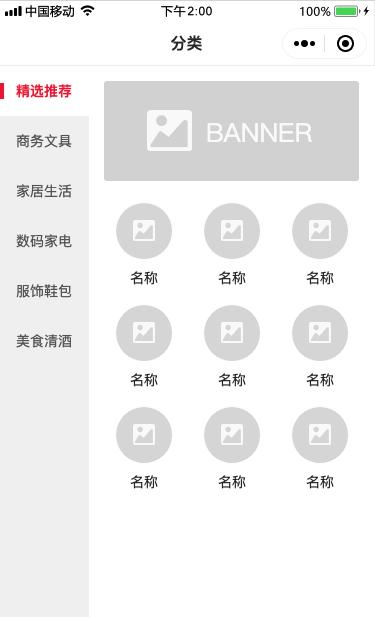 中国移动 下午2:00 100%
分类
精选推荐
商务文具
家居生活
数码家电
服饰鞋包
美食清酒
BANNER
名称 名称 名称
名称 名称 名称
名称 名称 名称